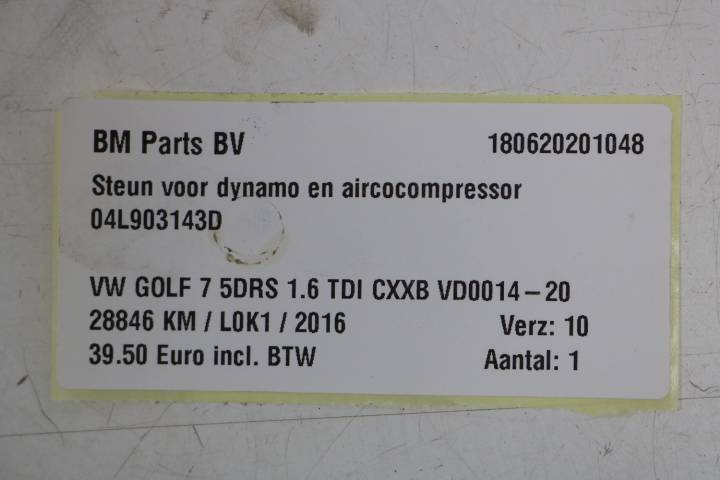 BM Parts BV 180620201048
Steun voor dynamo en aircocompressor
04L903143D
VW GOLF 7 5DRS 1.6 TDI CXXB VD0014-20
28846 KM / L0K1 / 2016 Verz: 10
39.50 Euro incl. BTW Aantal: 1